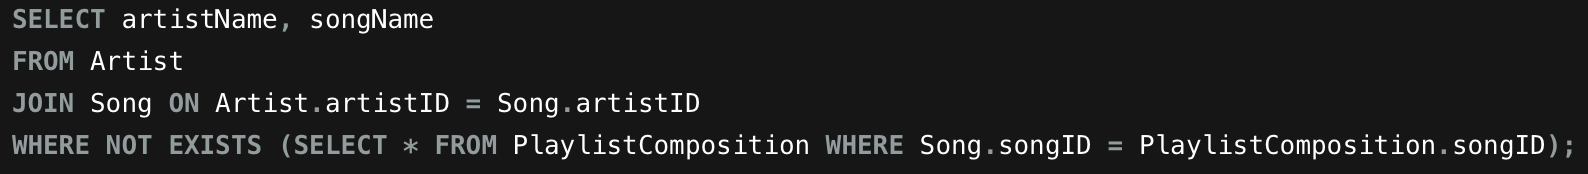 SELECT artistName, songName
FROM Artist
JOIN Song ON Artist.artistID = Song.artistID
WHERE NOT EXISTS (SELECT * FROM PlaylistComposition WHERE Song.songID = PlaylistComposition.songID);